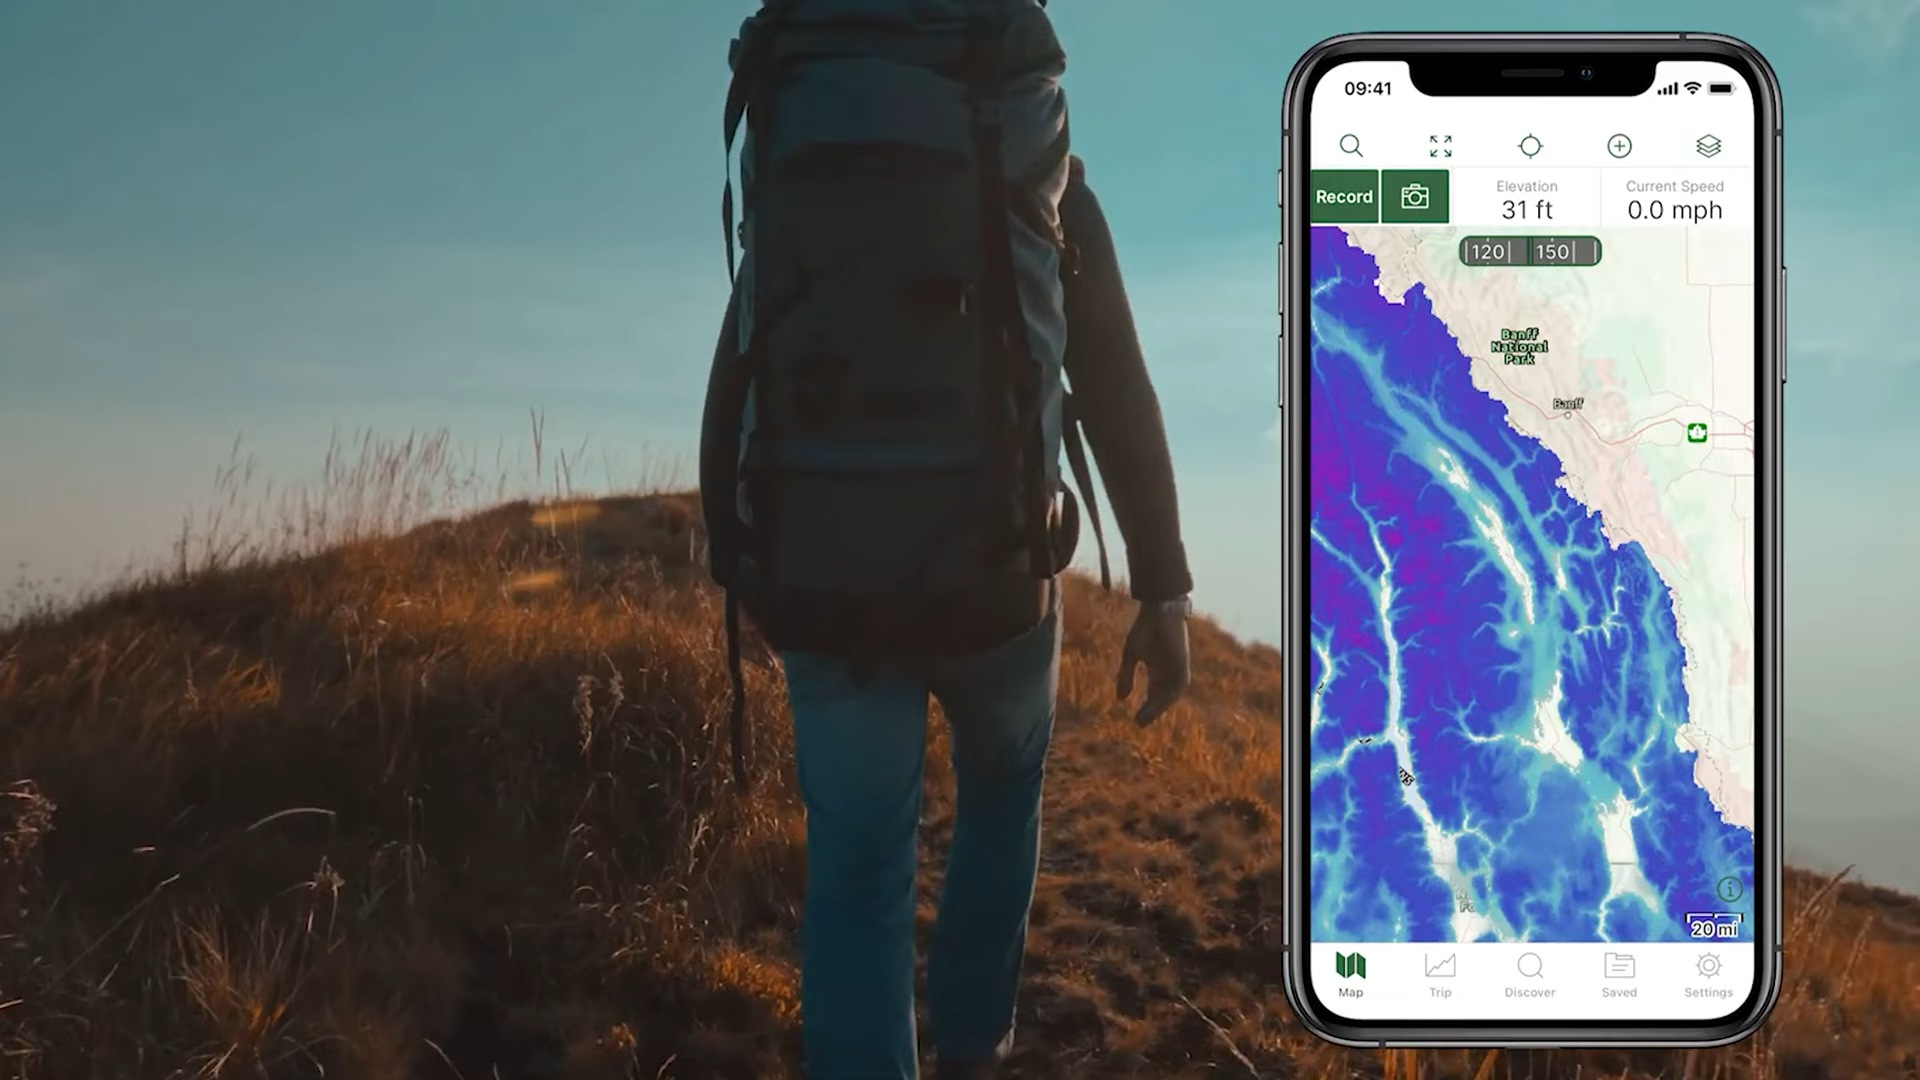 09:41
Record
Elevation
31 ft
Current Speed
0.0 mph
120 150
Banff
National
Park
Banff
20 mi
Map
Trip
Discover
Saved
Settings